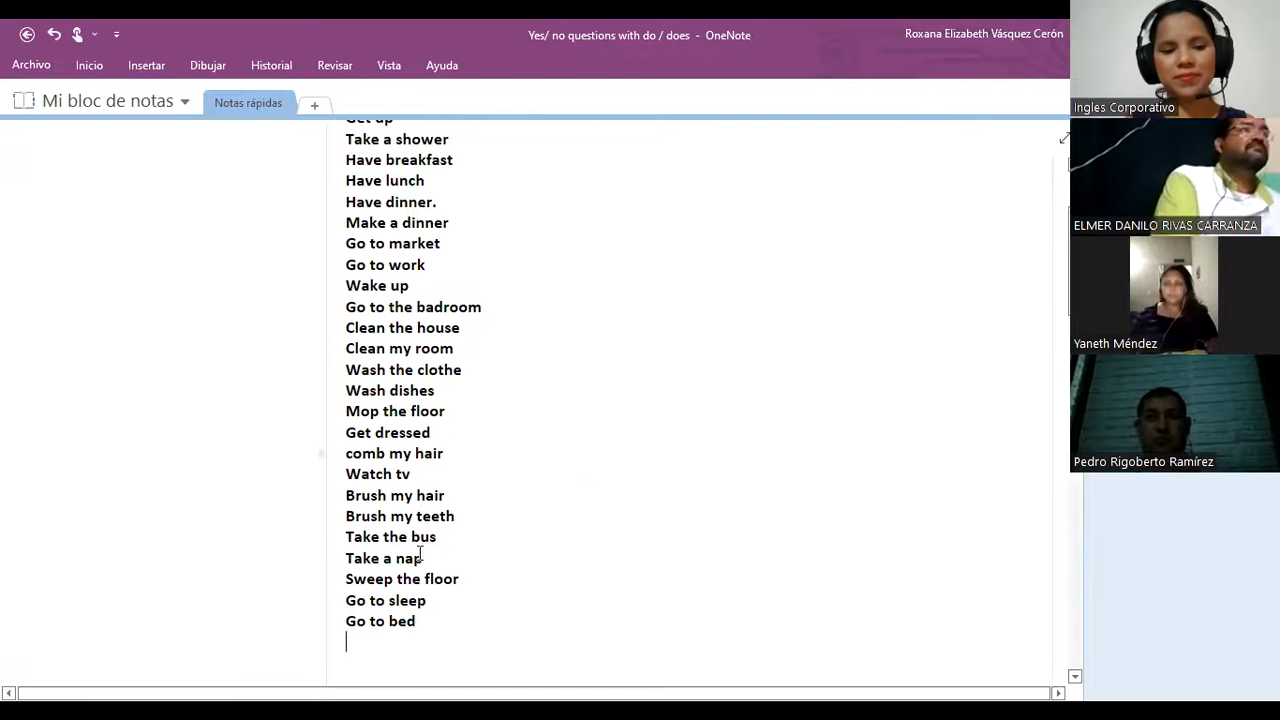 Yes/ no questions with do / does - OneNote
Roxana Elizabeth Vásquez Cerón
Archivo
Inicio
Insertar
Dibujar
Historial
Revisar
Vista
Ayuda
Mi bloc de notas
Notas rápidas
Get up
Take a shower
Have breakfast
Have lunch
Have dinner.
Make a dinner
Go to market
Go to work
Wake up
Go to the badroom
Clean the house
Clean my room
Wash the clothe
Wash dishes
Mop the floor
Get dressed
comb my hair
Watch tv
Brush my hair
Brush my teeth
Take the bus
Take a nap
Sweep the floor
Go to sleep
Go to bed
Ingles Corporativo
ELMER DANILO RIVAS CARRANZA
Yaneth Méndez
Pedro Rigoberto Ramírez